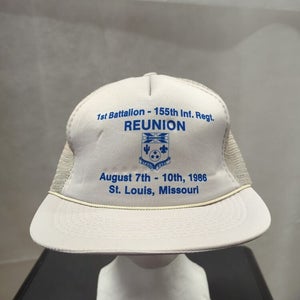 1st Battalion - 155th Inf. Regt.
REUNION
August 7th - 10th, 1986
St. Louis, Missouri